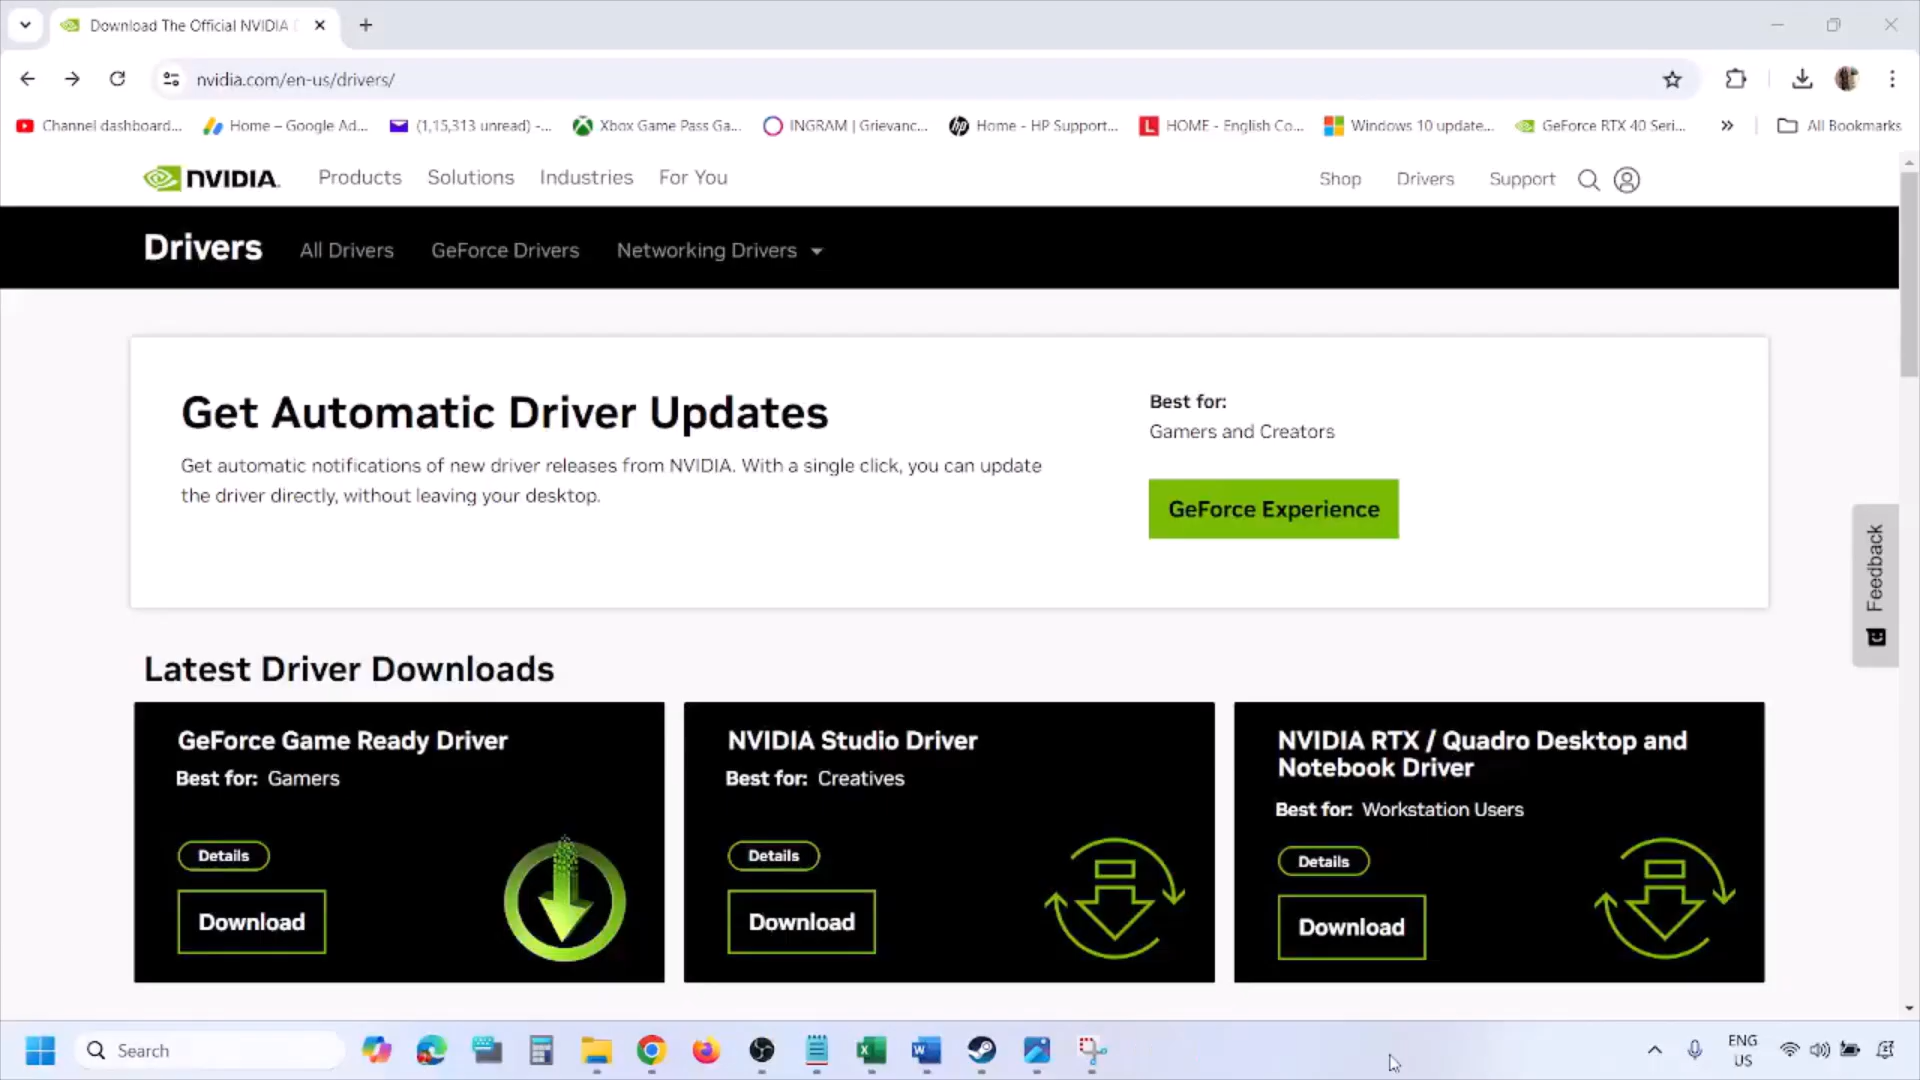 Download The Official NVIDIA
nvidia.com/en-us/drivers/
Channel dashboard...
Home – Google Ad...
(1,15,313 unread) -...
Xbox Game Pass Ga...
INGRAM | Grievanc...
hp
Home - HP Support...
L
HOME - English Co...
Windows 10 update...
GeForce RTX 40 Seri...
»
All Bookmarks
NVIDIA.
Products
Solutions
Industries
For You
Shop
Drivers
Support
Drivers
All Drivers
GeForce Drivers
Networking Drivers
Get Automatic Driver Updates
Get automatic notifications of new driver releases from NVIDIA. With a single click, you can update
the driver directly, without leaving your desktop.
Best for:
Gamers and Creators
GeForce Experience
Feedback
Latest Driver Downloads
GeForce Game Ready Driver
Best for: Gamers
Details
Download
NVIDIA Studio Driver
Best for: Creatives
Details
Download
NVIDIA RTX / Quadro Desktop and
Notebook Driver
Best for: Workstation Users
Details
Download
Search
ENG
US